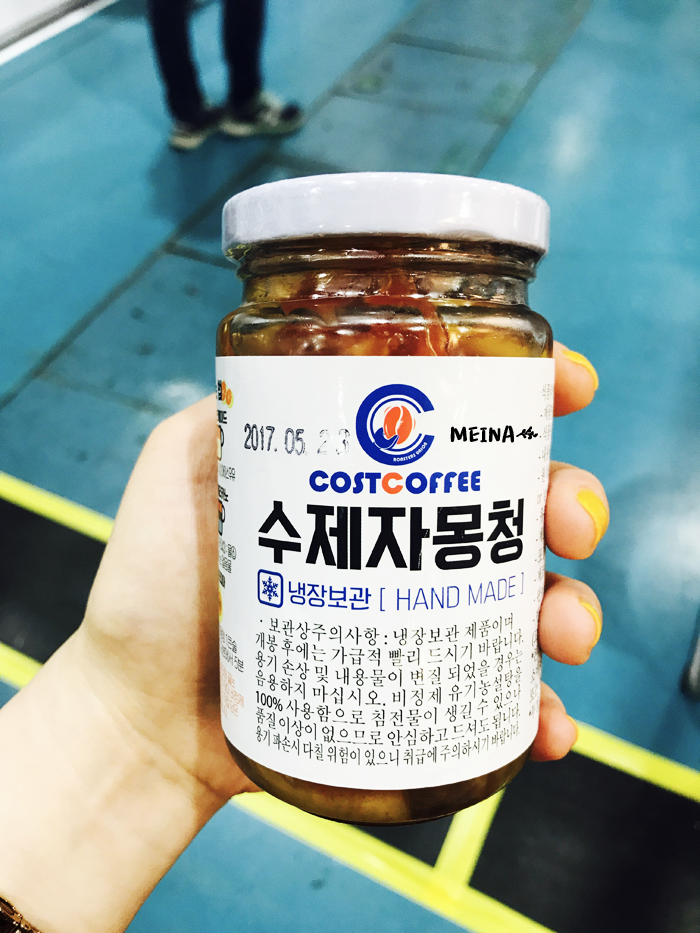 2017. 05. 23
MEINA
ROASTERS UNION
COSTCOFFEE
수제자몽청
냉장보관 [ HAND MADE ]
· 보관상주의사항 : 냉장보관 제품이며
개봉 후에는 가급적 빨리 드시기 바랍니다.
용기 손상 및 내용물이 변질 되었을 경우는
음용하지 마십시오. 비정제 유기농설탕을
100% 사용함으로 침전물이 생길 수 있으나
품질 이상이 없으므로 안심하고 드셔도됩니다.
용기 파손시 다칠 위험이 있으니 취급에 주의하시기 바랍니다.